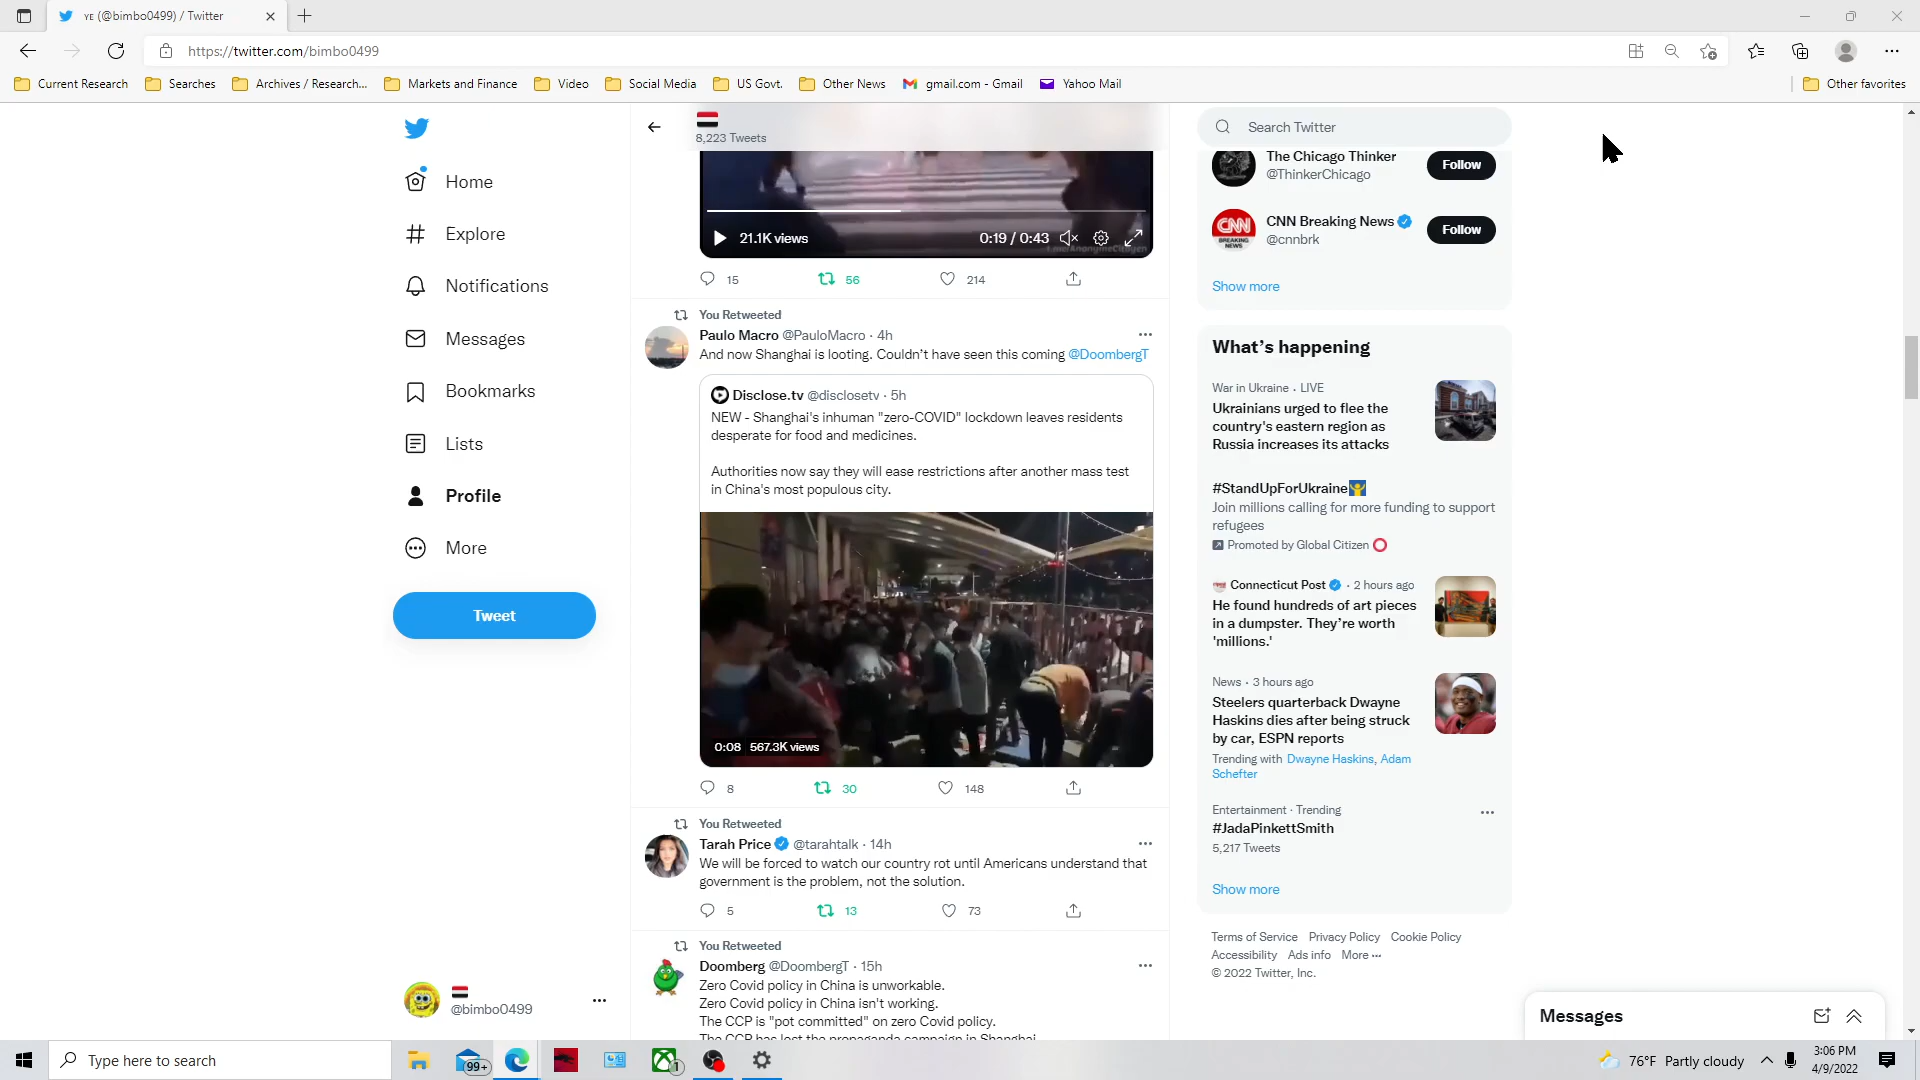 YE (@bimbo0499) / Twitter
https://twitter.com/bimbo0499
Current Research
Searches
Archives / Research...
Markets and Finance
Video
Social Media
US Govt.
Other News
gmail.com - Gmail
Yahoo Mail
Other favorites
Home
Explore
Notifications
Messages
Bookmarks
Lists
Profile
More
Tweet
@bimbo0499
8,223 Tweets
21.1K views
0:19 / 0:43
15
56
214
You Retweeted
Paulo Macro @PauloMacro · 4h
And now Shanghai is looting. Couldn't have seen this coming @DoombergT
Disclose.tv @disclosetv · 5h
NEW - Shanghai's inhuman "zero-COVID" lockdown leaves residents
desperate for food and medicines.
Authorities now say they will ease restrictions after another mass test
in China's most populous city.
0:08 567.3K views
8
30
148
You Retweeted
Tarah Price @tarahtalk · 14h
We will be forced to watch our country rot until Americans understand that
government is the problem, not the solution.
5
13
73
You Retweeted
Doomberg @DoombergT · 15h
Zero Covid policy in China is unworkable.
Zero Covid policy in China isn't working.
The CCP is "pot committed" on zero Covid policy.
The CCP has lost the propaganda campaign in Shanghai
Search Twitter
The Chicago Thinker
@ThinkerChicago
Follow
CNN
BREAKING
NEWS
CNN Breaking News
@cnnbrk
Follow
Show more
What's happening
War in Ukraine · LIVE
Ukrainians urged to flee the
country's eastern region as
Russia increases its attacks
#StandUpForUkraine
Join millions calling for more funding to support
refugees
Promoted by Global Citizen
Connecticut Post · 2 hours ago
He found hundreds of art pieces
in a dumpster. They're worth
'millions.'
News · 3 hours ago
Steelers quarterback Dwayne
Haskins dies after being struck
by car, ESPN reports
Trending with Dwayne Haskins, Adam
Schefter
Entertainment · Trending
#JadaPinkettSmith
5,217 Tweets
Show more
Terms of Service Privacy Policy Cookie Policy
Accessibility Ads info More ···
© 2022 Twitter, Inc.
Messages
Type here to search
99+
1
76°F Partly cloudy
3:06 PM
4/9/2022